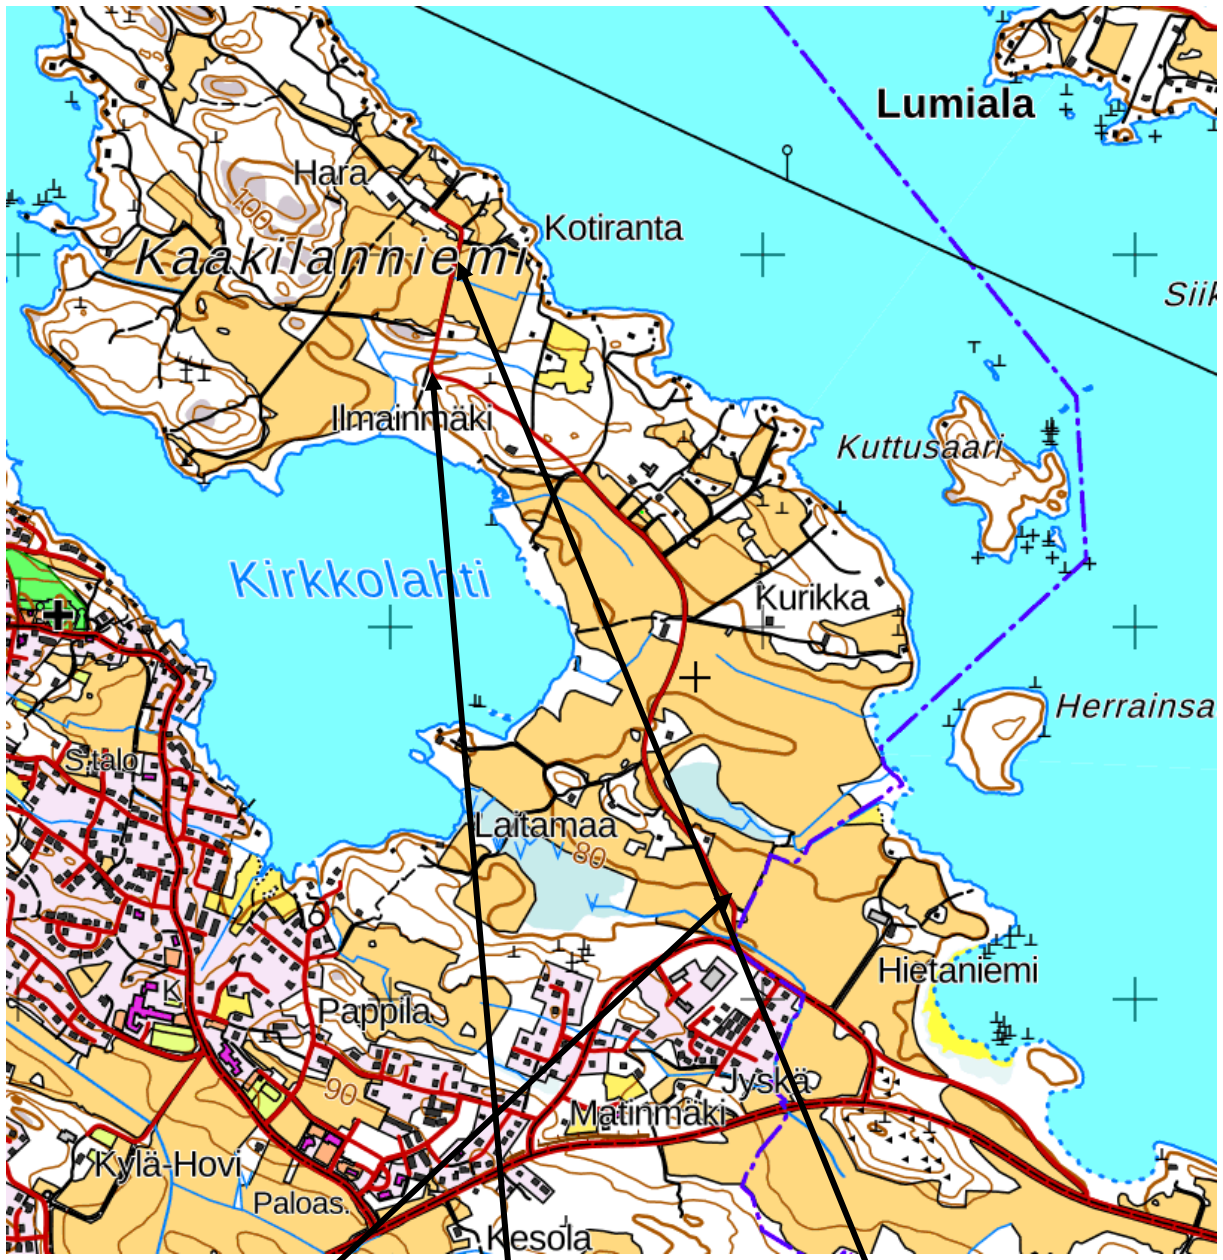 Lumiala
Hara
100
Kotiranta
Kaakilanniemi
Siik
Ilmainmäki
Kuttusaari
Kirkkolahti
Kurikka
Herrainsa
S.talo
Laitamaa
80
Hietaniemi
K.
Pappila
Jyskä
90
Matinmäki
Kylä-Hovi
Paloas.
Kesola